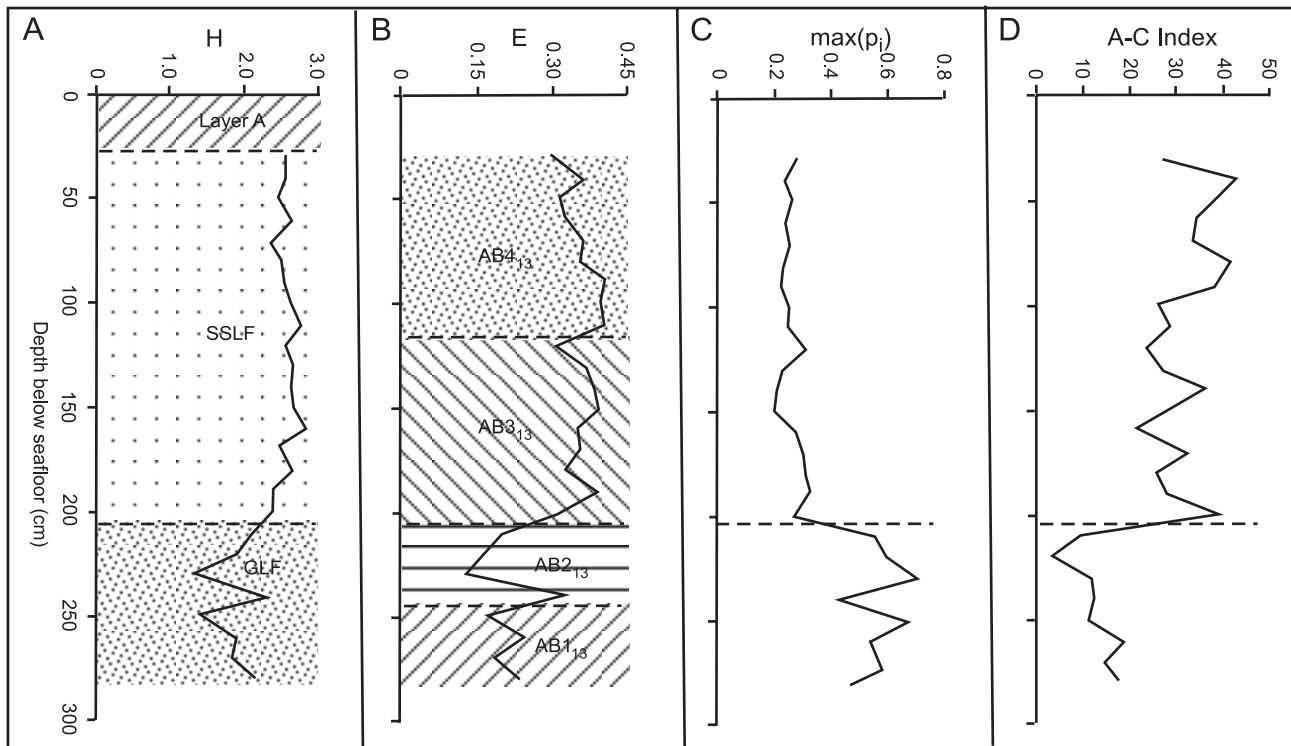 A
H
0
1.0
2.0
3.0
0
50
100
150
200
250
300
Depth below seafloor (cm)
Layer A
SSLF
GLF
B
E
0
0.15
0.30
0.45
AB4₁₃
AB3₁₃
AB2₁₃
AB1₁₃
C
max(pᵢ)
0
0.2
0.4
0.6
0.8
D
A-C Index
0
10
20
30
40
50